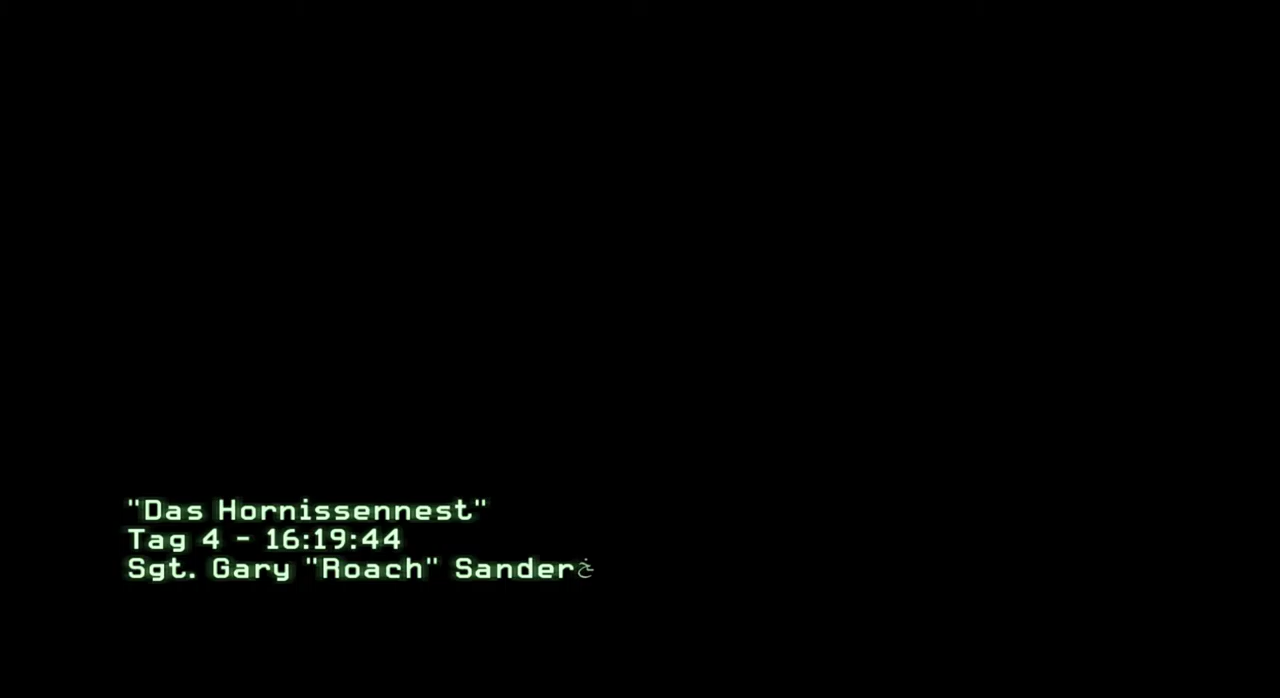 "Das Hornissennest"
Tag 4 - 16:19:44
Sgt. Gary "Roach" Sander